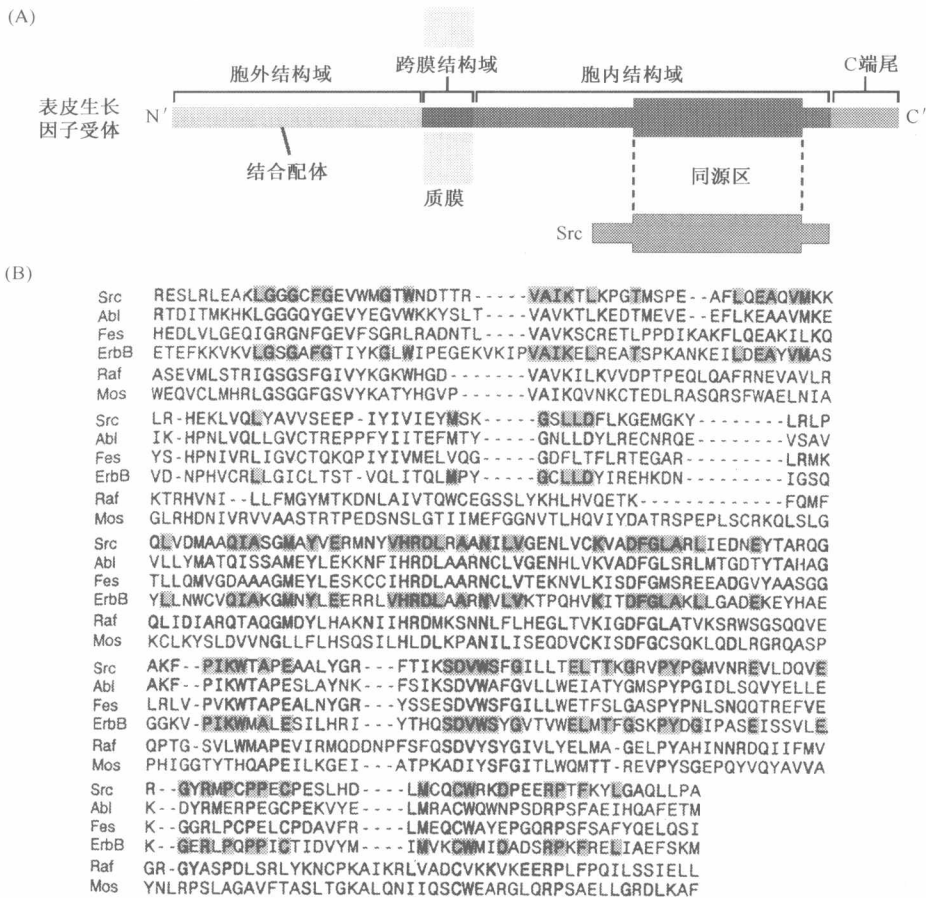 (A)
胞外结构域
跨膜结构域
胞内结构域
C端尾
表皮生长
因子受体
N′
C′
结合配体
质膜
同源区
Src
(B)
Src RESLRLEAKLGGGCFGEVWMGTWNDTTR-----VAIKTLKPGTMSPE--AFLQEAQVMKK
Abl RTDITMKHKLGGGQYGEVYEGVWKKYSLT-----VAVKTLKEDTMEVE--EFLKEAAVMKE
Fes HEDLVLGEQIGRGNFGEVFSGRLRADNTL-----VAVKSCRETLPPDIKAKFLQEAKILKQ
ErbB ETEFKKVKVLGSGAFGTIYKGLWIPEGEKVKIPVAIKELREATSPKANKEILDEAYVMAS
Raf ASEVMLSTRIGSGSFGIVYKGKWHGD--------VAVKILKVVDPTPEQLQAFRNEVAVLR
Mos WEQVCLMHRLGSGGFGSVYKATYHGVP-------VAIKQVNKCTEDLRASQRSFWAELNIA
Src LR-HEKLVQLYAVVSEEP-IYIVIEYMSK----GSLLDFLKGEMGKY--------LRLP
Abl IK-HPNLVQLLGVCTREPPFYIITEFMTY----GNLLDYLRECNRQE--------VSAV
Fes YS-HPNIVRLIGVCTQKQPIYIVMELVQG----GDFLTFLRTEGAR---------LRMK
ErbB VD-NPHVCRLLGICLTST-VQLITQLMPY----GCLLDYIREHKDN---------IGSQ
Raf KTRHVNI--LLFMGYMTKDNLAIVTQWCEGSSLYKHLHVQETK------------FQMF
Mos GLRHDNIVRVVAASTRTPEDSNSLGTIIMEFGGNVTLHQVIYDATRSPEPLSCRKQLSLG
Src QLVDMAAQIASGMAYVERMNYVHRDLRAANILVGENLVCKVADFGLARLIEDNEYTARQG
Abl VLLYMATQISSAMEYLEKKNFIHRDLAARNCLVGENHLVKVADFGLSRLMTGDTYTAHAG
Fes TLLQMVGDAAAGMEYLESKCCIHRDLAARNCLVTEKNVLKISDFGMSREEADGVYAASGG
ErbB YLLNWCVQIAKGMNYLEERRLVHRDLAARNVLVKTPQHVKITDFGLAKLLGADEKEYHAE
Raf QLIDIARQTAQGMDYLHAKNIIHRDMKSNNLFLHEGLTVKIGDFGLATVKSRWSGSQQVE
Mos KCLKYSLDVVNGLLFLHSQSILHLDLKPANILISEQDVCKISDFGCSQKLQDLRGRQASP
Src AKF--PIKWTAPEAALYGR---FTIKSDVWSFGILLTELTTKGRVPYPGMVNREVLDQVE
Abl AKF--PIKWTAPESLAYNK---FSIKSDVWAFGVLLWEIATYGMSPYPGIDLSQVYELLE
Fes LRLV-PVKWTAPEALNYGR---YSSESDVWSFGILLWETFSLGASPYPNLSNQQTREFVE
ErbB GGKV-PIKWMALESILHRI---YTHQSDVWSYGVTVWELMTFGSKPYDGIPASEISSVLE
Raf QPTG-SVLWMAPEVIRMQDDNPFSFQSDVYSYGIVLYELMA-GELPYAHINNRDQIIFMV
Mos PHIGGTYTHQAPEILKGEI---ATPKADIYSFGITLWQMTT-REVPYSGEPQYVQYAVVA
Src R--GYRMPCPPECPESLHD----LMCQCWRKDPEERPTFKYLGAQLLPA
Abl K--DYRMERPEGCPEKVYE----LMRACWQWNPSDRPSFAEIHQAFETM
Fes K--GGRLPCPELCPDAVFR----LMEQCWAYEPGQRPSFSAFYQELQSI
ErbB K--GERLPQPPICTIDVYM----IMVKCWMIDADSRPKFRELIAEFSKM
Raf GR-GYASPDLSRLYKNCPKAIKRLVADCVKKVKEERPLFPQILSSIELL
Mos YNLRPSLAGAVFTASLTGKALQNIIQSCWEARGLQRPSAELLGRDLKAF